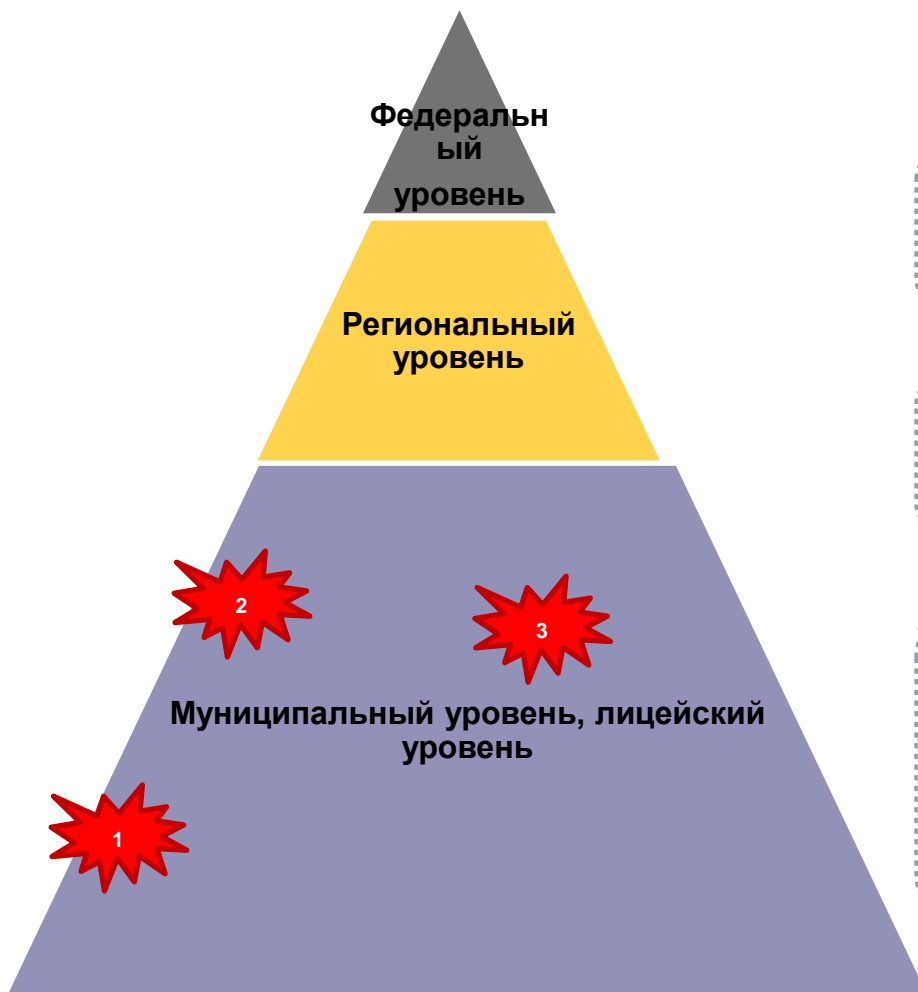 Федеральн
ый
уровень
Региональный
уровень
2
3
Муниципальный уровень, лицейский
уровень
1